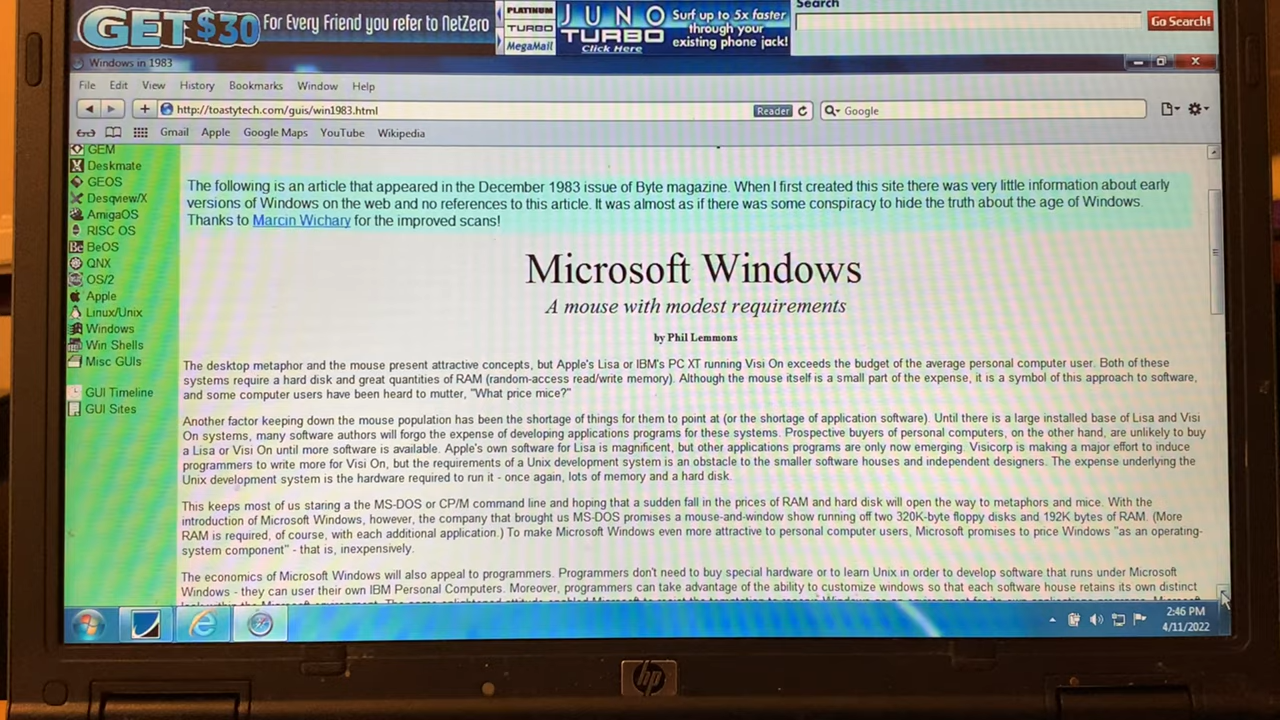 Search
GET $30 For Every Friend you refer to NetZero
PLATINUM
TURBO
MegaMail
JUNO
TURBO
Click Here
Surf up to 5x faster
through your
existing phone jack!
Go Search!
Windows in 1983
File Edit View History Bookmarks Window Help
http://toastytech.com/guis/win1983.html Reader Google
Gmail Apple Google Maps YouTube Wikipedia
GEM
Deskmate
GEOS
Desqview/X
AmigaOS
RISC OS
Be BeOS
QNX
OS/2
Apple
Linux/Unix
Windows
Win Shells
Misc GUIs
GUI Timeline
GUI Sites
The following is an article that appeared in the December 1983 issue of Byte magazine. When I first created this site there was very little information about early
versions of Windows on the web and no references to this article. It was almost as if there was some conspiracy to hide the truth about the age of Windows.
Thanks to Marcin Wichary for the improved scans!
Microsoft Windows
A mouse with modest requirements
by Phil Lemmons
The desktop metaphor and the mouse present attractive concepts, but Apple's Lisa or IBM's PC XT running Visi On exceeds the budget of the average personal computer user. Both of these
systems require a hard disk and great quantities of RAM (random-access read/write memory). Although the mouse itself is a small part of the expense, it is a symbol of this approach to software,
and some computer users have been heard to mutter, "What price mice?"
Another factor keeping down the mouse population has been the shortage of things for them to point at (or the shortage of application software). Until there is a large installed base of Lisa and Visi
On systems, many software authors will forgo the expense of developing applications programs for these systems. Prospective buyers of personal computers, on the other hand, are unlikely to buy
a Lisa or Visi On until more software is available. Apple's own software for Lisa is magnificent, but other applications programs are only now emerging. Visicorp is making a major effort to induce
programmers to write more for Visi On, but the requirements of a Unix development system is an obstacle to the smaller software houses and independent designers. The expense underlying the
Unix development system is the hardware required to run it - once again, lots of memory and a hard disk.
This keeps most of us staring a the MS-DOS or CP/M command line and hoping that a sudden fall in the prices of RAM and hard disk will open the way to metaphors and mice. With the
introduction of Microsoft Windows, however, the company that brought us MS-DOS promises a mouse-and-window show running off two 320K-byte floppy disks and 192K bytes of RAM. (More
RAM is required, of course, with each additional application.) To make Microsoft Windows even more attractive to personal computer users, Microsoft promises to price Windows "as an operating-
system component" - that is, inexpensively.
The economics of Microsoft Windows will also appeal to programmers. Programmers don't need to buy special hardware or to learn Unix in order to develop software that runs under Microsoft
Windows - they can user their own IBM Personal Computers. Moreover, programmers can take advantage of the ability to customize windows so that each software house retains its own distinct
2:46 PM
4/11/2022
hp